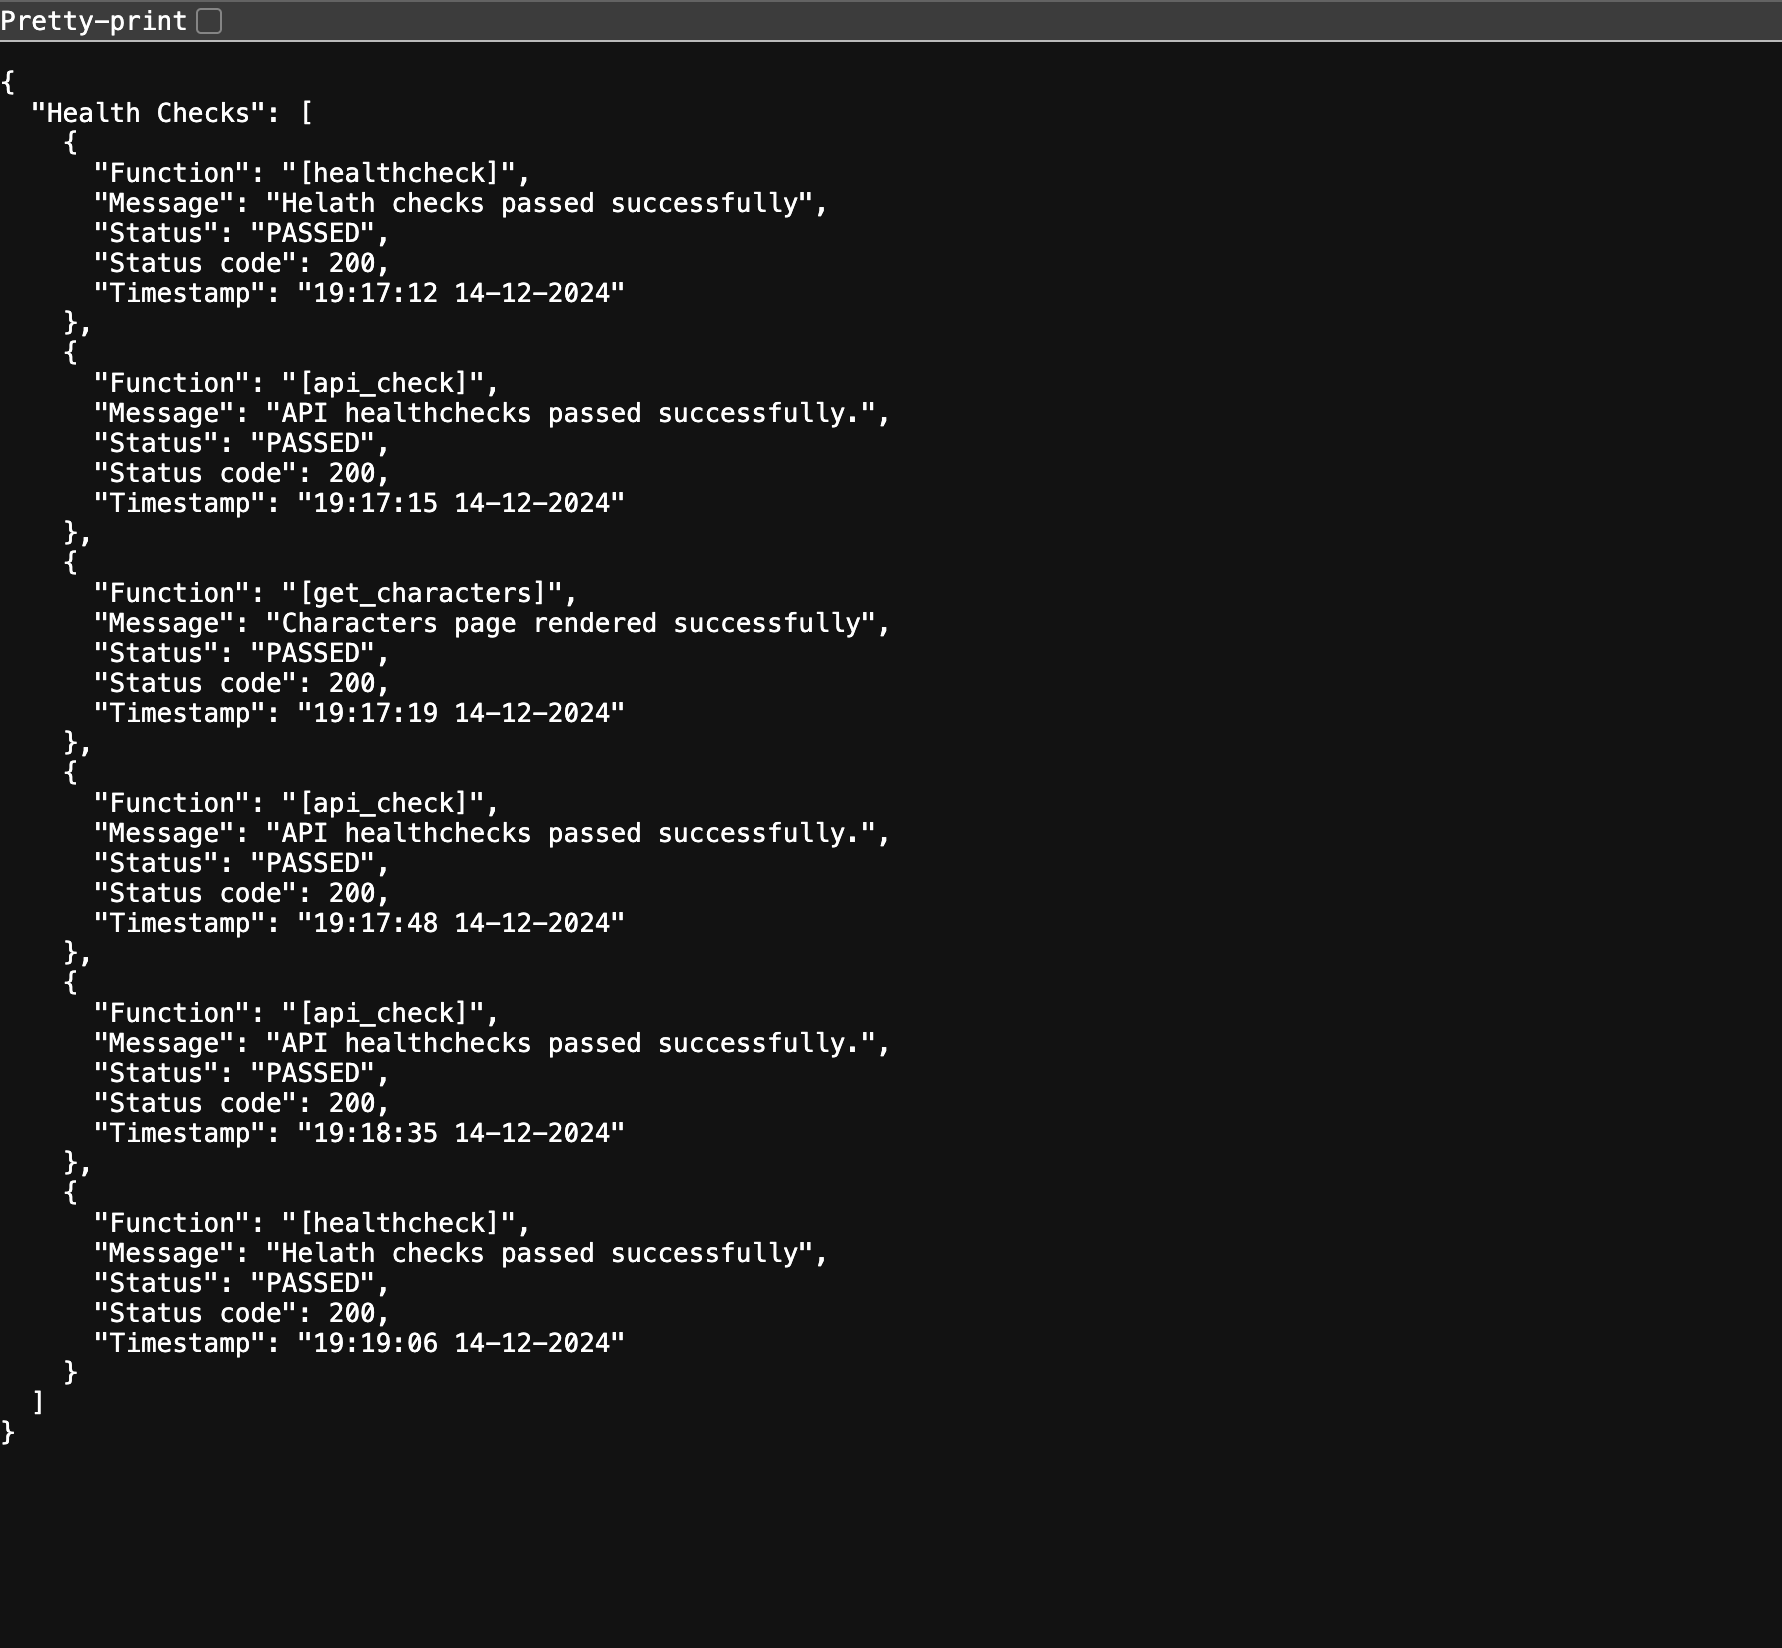 Pretty-print
{
  "Health Checks": [
    {
      "Function": "[healthcheck]",
      "Message": "Helath checks passed successfully",
      "Status": "PASSED",
      "Status code": 200,
      "Timestamp": "19:17:12 14-12-2024"
    },
    {
      "Function": "[api_check]",
      "Message": "API healthchecks passed successfully.",
      "Status": "PASSED",
      "Status code": 200,
      "Timestamp": "19:17:15 14-12-2024"
    },
    {
      "Function": "[get_characters]",
      "Message": "Characters page rendered successfully",
      "Status": "PASSED",
      "Status code": 200,
      "Timestamp": "19:17:19 14-12-2024"
    },
    {
      "Function": "[api_check]",
      "Message": "API healthchecks passed successfully.",
      "Status": "PASSED",
      "Status code": 200,
      "Timestamp": "19:17:48 14-12-2024"
    },
    {
      "Function": "[api_check]",
      "Message": "API healthchecks passed successfully.",
      "Status": "PASSED",
      "Status code": 200,
      "Timestamp": "19:18:35 14-12-2024"
    },
    {
      "Function": "[healthcheck]",
      "Message": "Helath checks passed successfully",
      "Status": "PASSED",
      "Status code": 200,
      "Timestamp": "19:19:06 14-12-2024"
    }
  ]
}